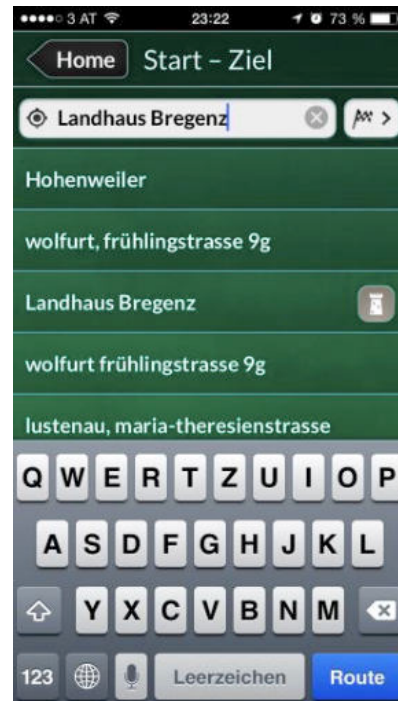 3 AT 23:22 73 %
Home Start – Ziel
Landhaus Bregenz
Hohenweiler
wolfurt, frühlingstrasse 9g
Landhaus Bregenz
wolfurt frühlingstrasse 9g
lustenau, maria-theresienstrasse
Q W E R T Z U I O P
A S D F G H J K L
Y X C V B N M
123 Leerzeichen Route